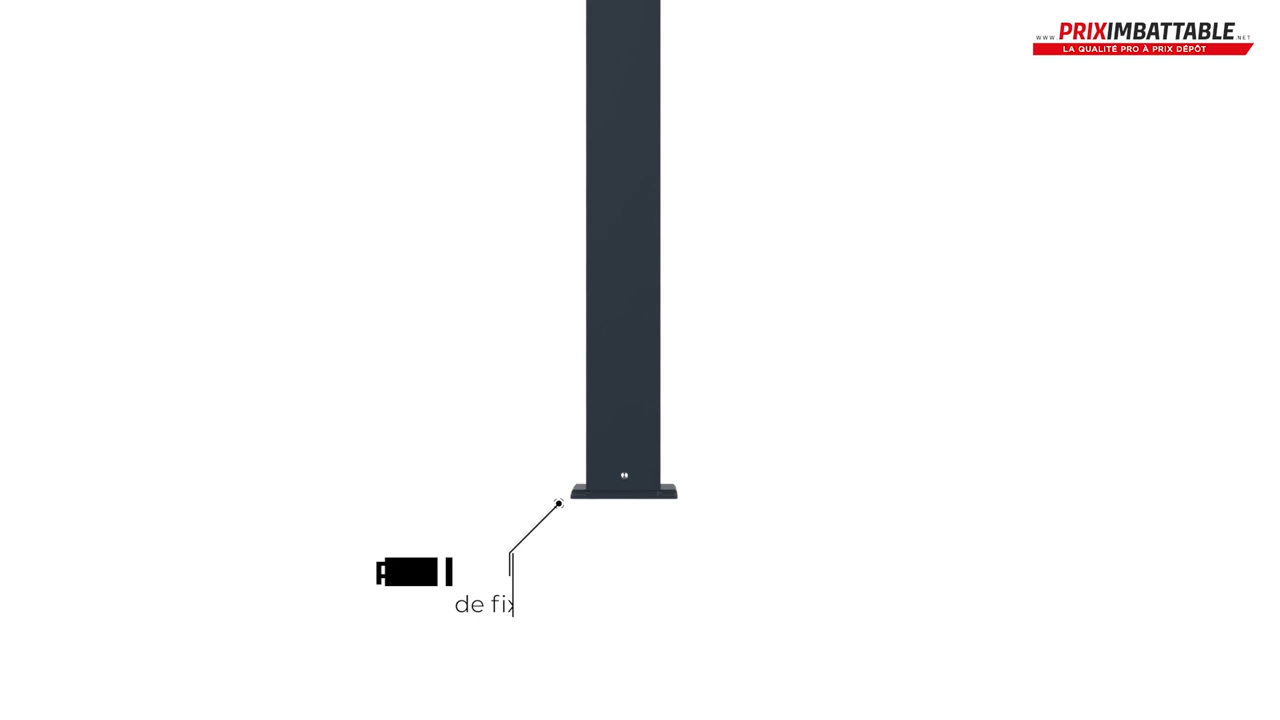 WWW. PRIXIMBATTABLE .NET
LA QUALITÉ PRO À PRIX DÉPÔT
de fix